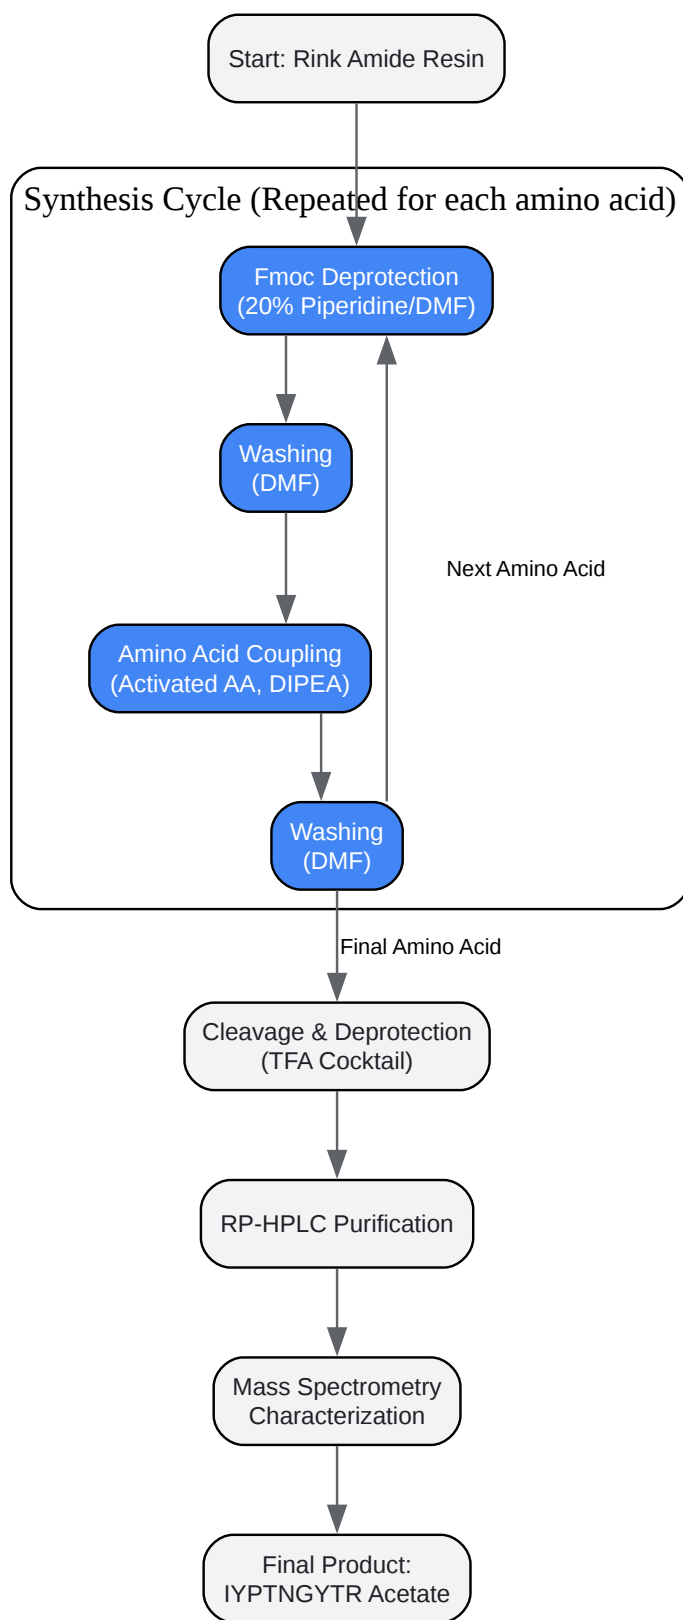 Start: Rink Amide Resin
Synthesis Cycle (Repeated for each amino acid)
Fmoc Deprotection
(20% Piperidine/DMF)
Washing
(DMF)
Next Amino Acid
Amino Acid Coupling
(Activated AA, DIPEA)
Washing
(DMF)
Final Amino Acid
Cleavage & Deprotection
(TFA Cocktail)
RP-HPLC Purification
Mass Spectrometry
Characterization
Final Product:
IYPTNGYTR Acetate